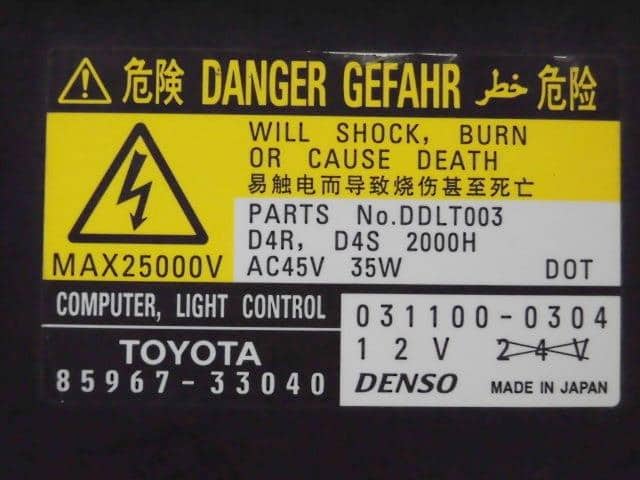 危険 DANGER GEFAHR خطر 危险
WILL SHOCK, BURN
OR CAUSE DEATH
易触电而导致烧伤甚至死亡
MAX25000V
PARTS No.DDLT003
D4R, D4S 2000H
AC45V 35W DOT
COMPUTER, LIGHT CONTROL
TOYOTA
85967-33040
031100-0304
12V 24V
DENSO MADE IN JAPAN